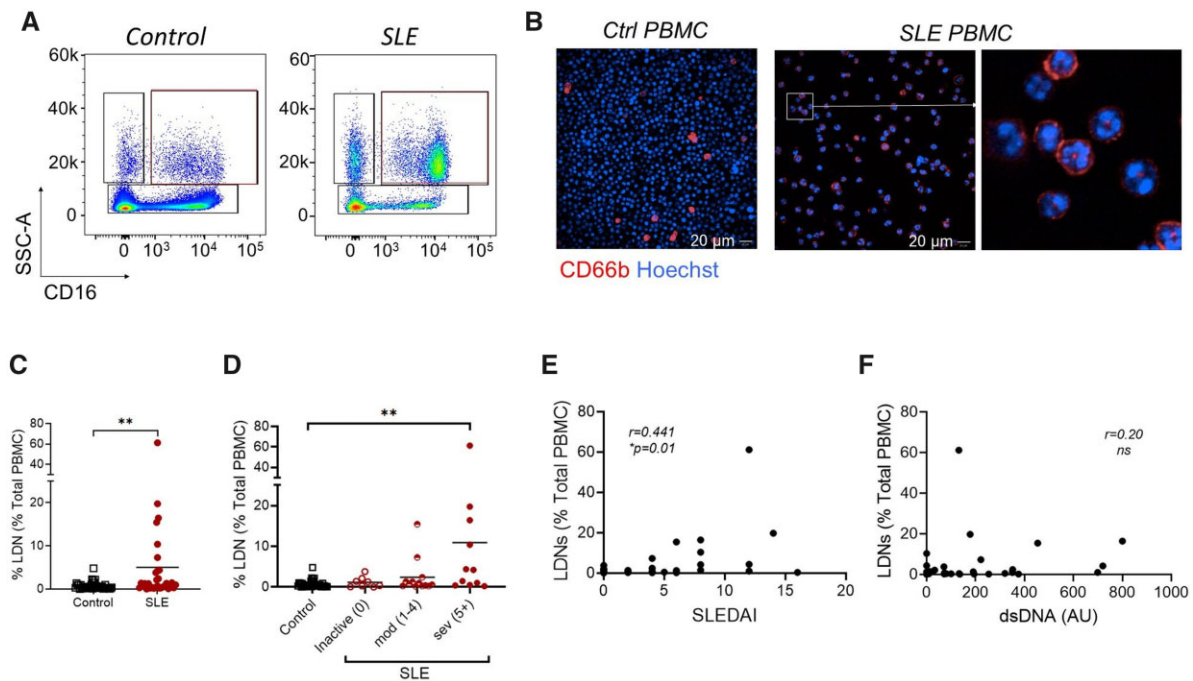 A
Control
SLE
60k
40k
20k
0
0 10³ 10⁴ 10⁵
60k
40k
20k
0
0 10³ 10⁴ 10⁵
SSC-A
CD16
B
Ctrl PBMC
SLE PBMC
20 µm
20 µm
CD66b Hoechst
C
% LDN (% Total PBMC)
80
60
40
20
10
0
**
Control
SLE
D
% LDN (% Total PBMC)
80
70
60
50
40
30
20
10
0
**
Control
Inactive (0)
mod (1-4)
sev (5+)
SLE
E
LDNs (% Total PBMC)
80
60
40
20
0
r=0.441
*p=0.01
0 5 10 15 20
SLEDAI
F
LDNs (% Total PBMC)
80
60
40
20
0
r=0.20
ns
0 200 400 600 800 1000
dsDNA (AU)